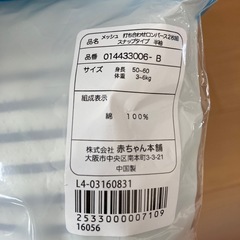 品名 メッシュ 打ち合わせロンパース2枚組
スナップタイプ 半袖
品番 014433006-B
サイズ 身長 50-60
体重 3-6kg
組成表示
綿 100%
株式会社 赤ちゃん本舗
大阪市中央区南本町3-3-21
中国製
L4-03160831
2533000007109
16056